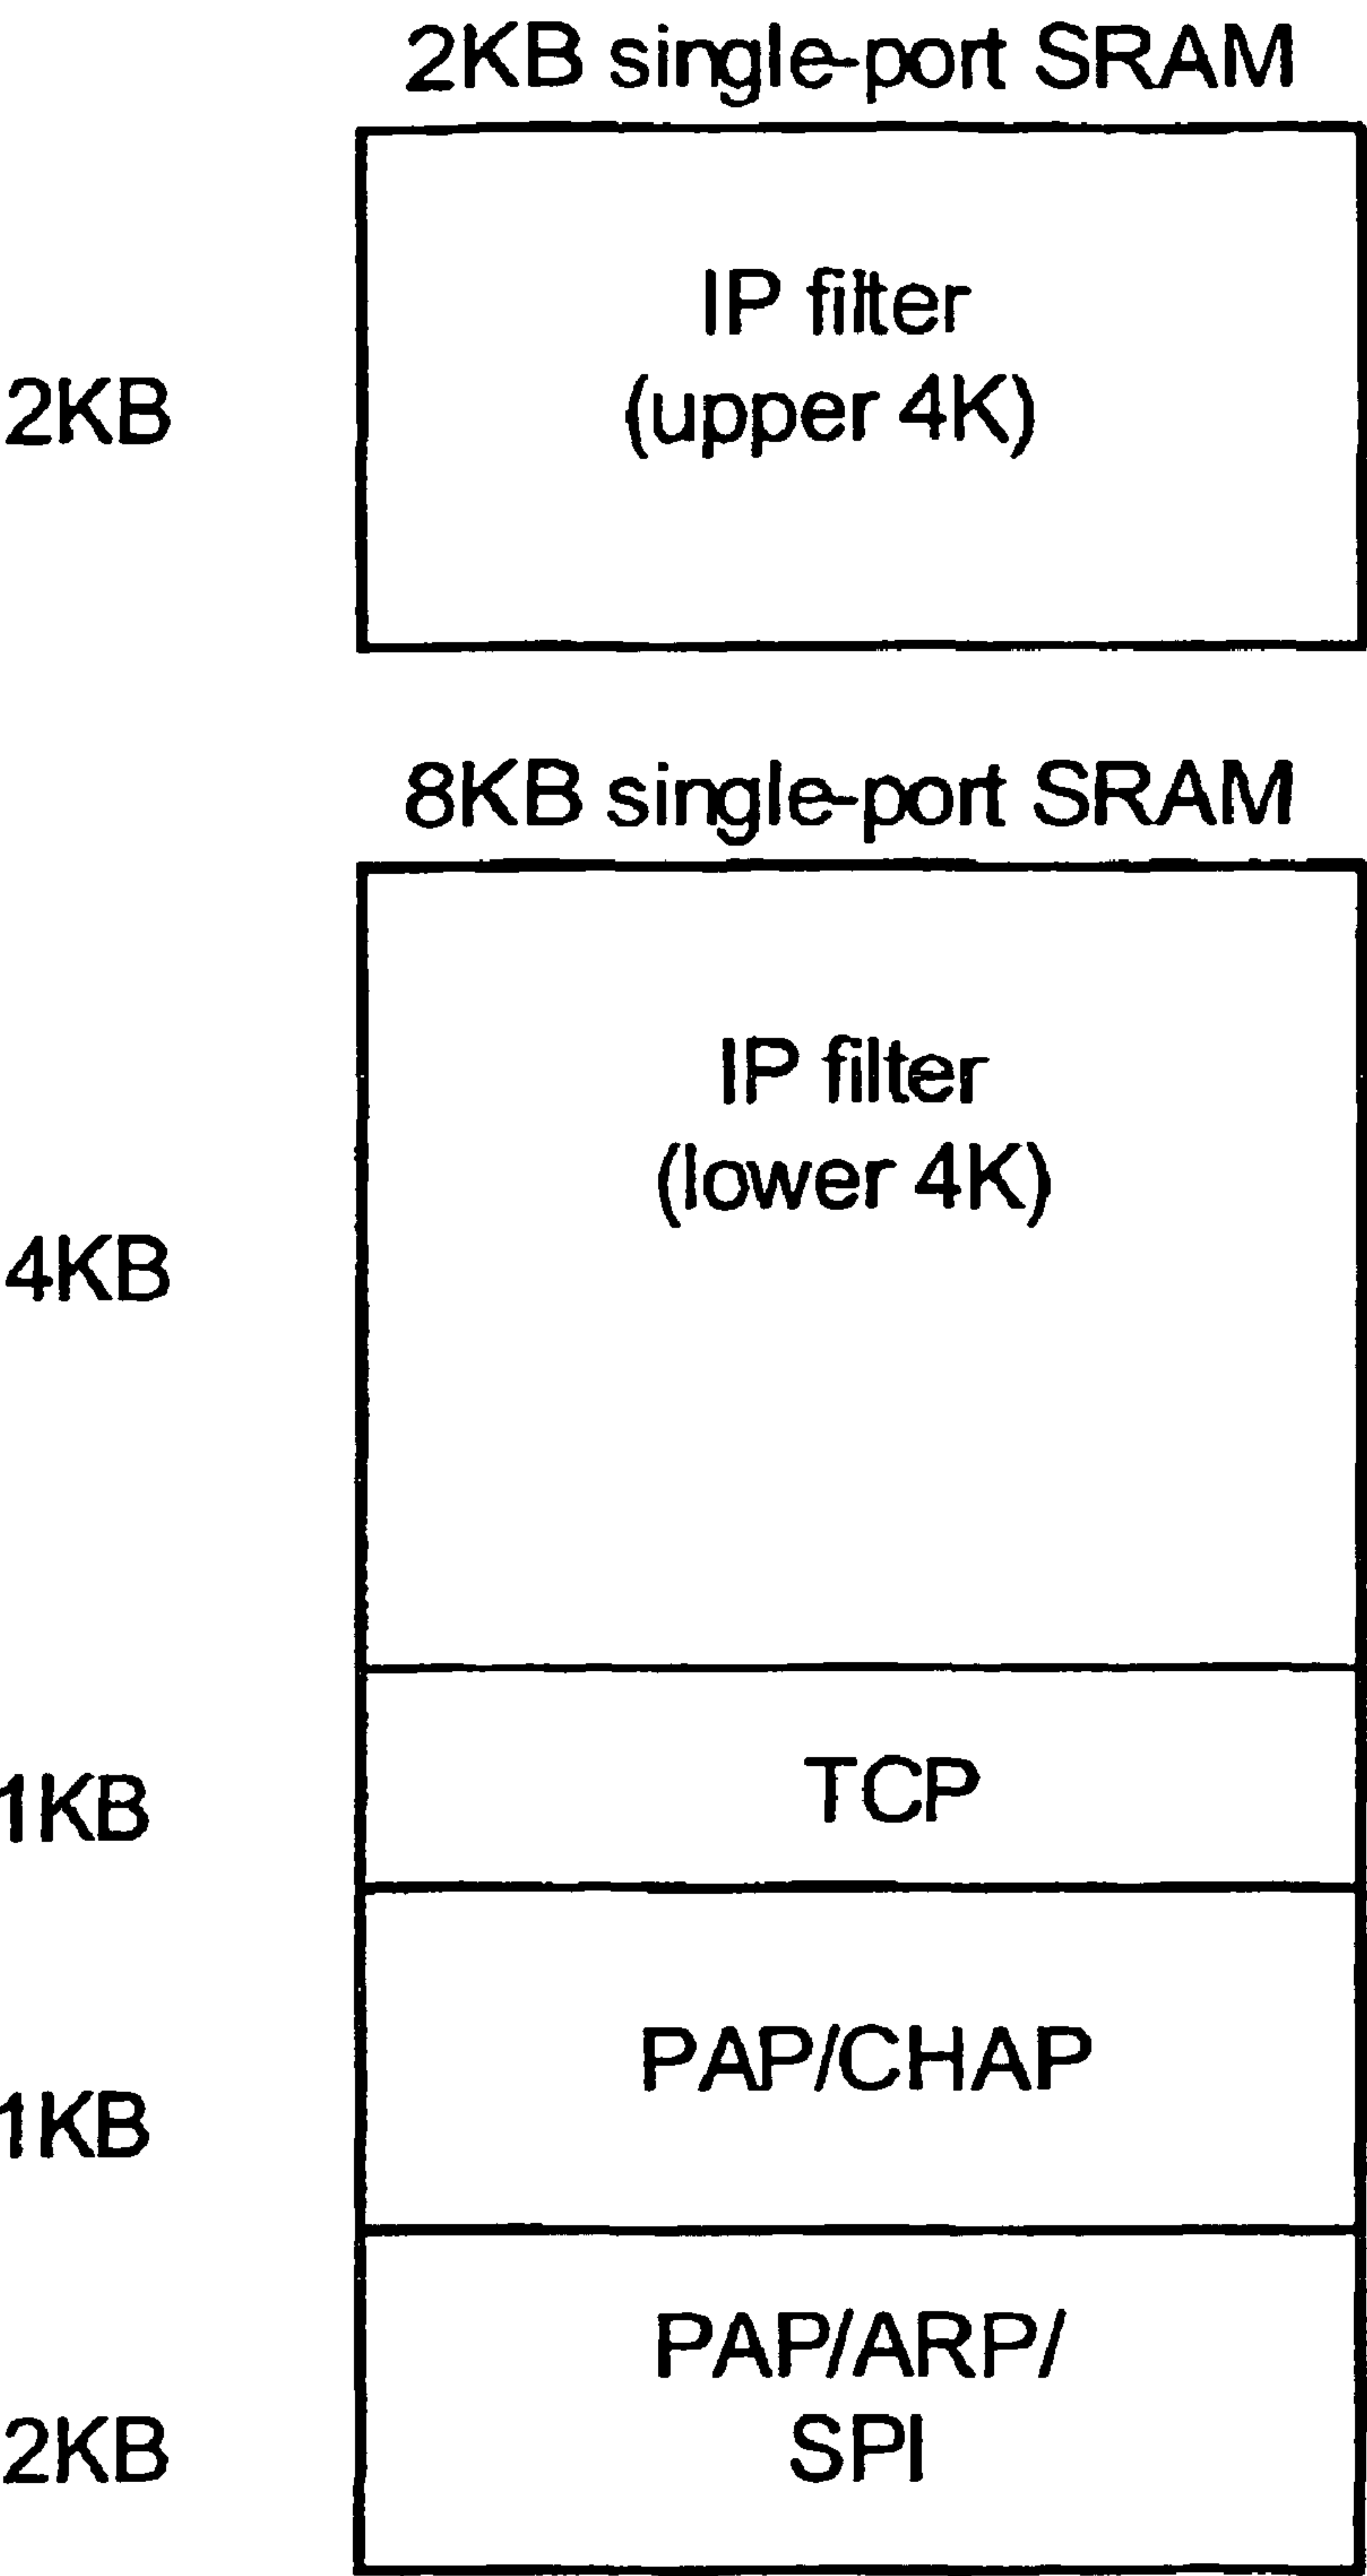 2KB single-port SRAM
IP filter
(upper 4K)
2KB
8KB single-port SRAM
IP filter
(lower 4K)
4KB
TCP
1KB
PAP/CHAP
1KB
PAP/ARP/
SPI
2KB